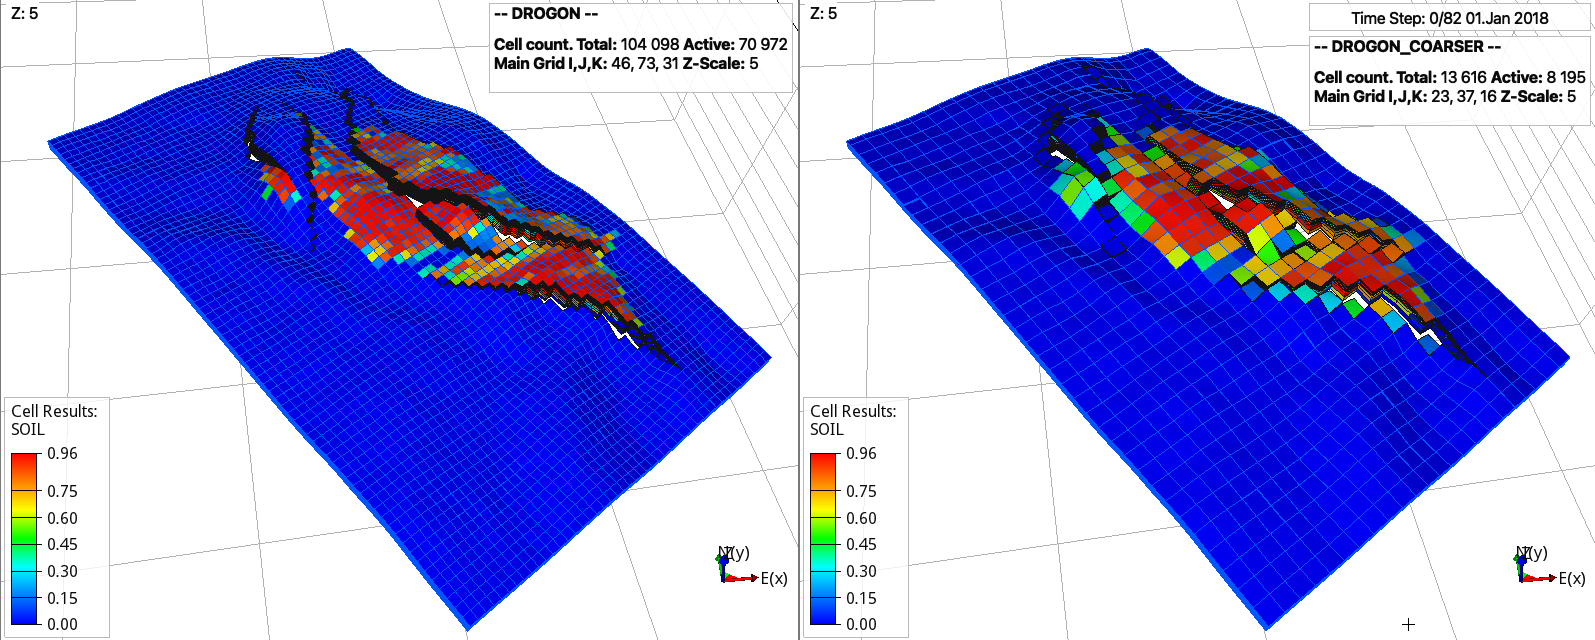 Z: 5
-- DROGON --
Cell count. Total: 104 098 Active: 70 972
Main Grid I,J,K: 46, 73, 31 Z-Scale: 5
Cell Results:
SOIL
0.96
0.75
0.60
0.45
0.30
0.15
0.00
N(y)
Z
E(x)
Z: 5
Time Step: 0/82 01.Jan 2018
-- DROGON_COARSER --
Cell count. Total: 13 616 Active: 8 195
Main Grid I,J,K: 23, 37, 16 Z-Scale: 5
Cell Results:
SOIL
0.96
0.75
0.60
0.45
0.30
0.15
0.00
N(y)
Z
E(x)